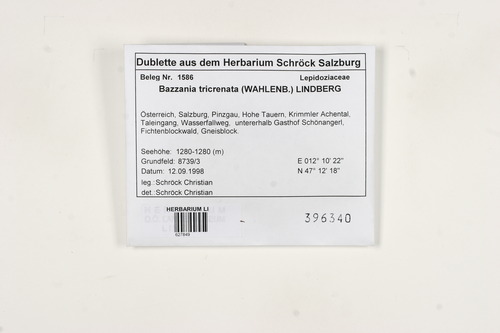 Dublette aus dem Herbarium Schröck Salzburg
Beleg Nr. 1586 Lepidoziaceae
Bazzania tricrenata (WAHLENB.) LINDBERG
Österreich, Salzburg, Pinzgau, Hohe Tauern, Krimmler Achental,
Taleingang, Wasserfallweg, untererhalb Gasthof Schönangerl,
Fichtenblockwald, Gneisblock.
Seehöhe: 1280-1280 (m)
Grundfeld: 8739/3 E 012° 10' 22"
Datum: 12.09.1998 N 47° 12' 18"
leg.: Schröck Christian
det.: Schröck Christian
HERBARIUM LI
627849
396340